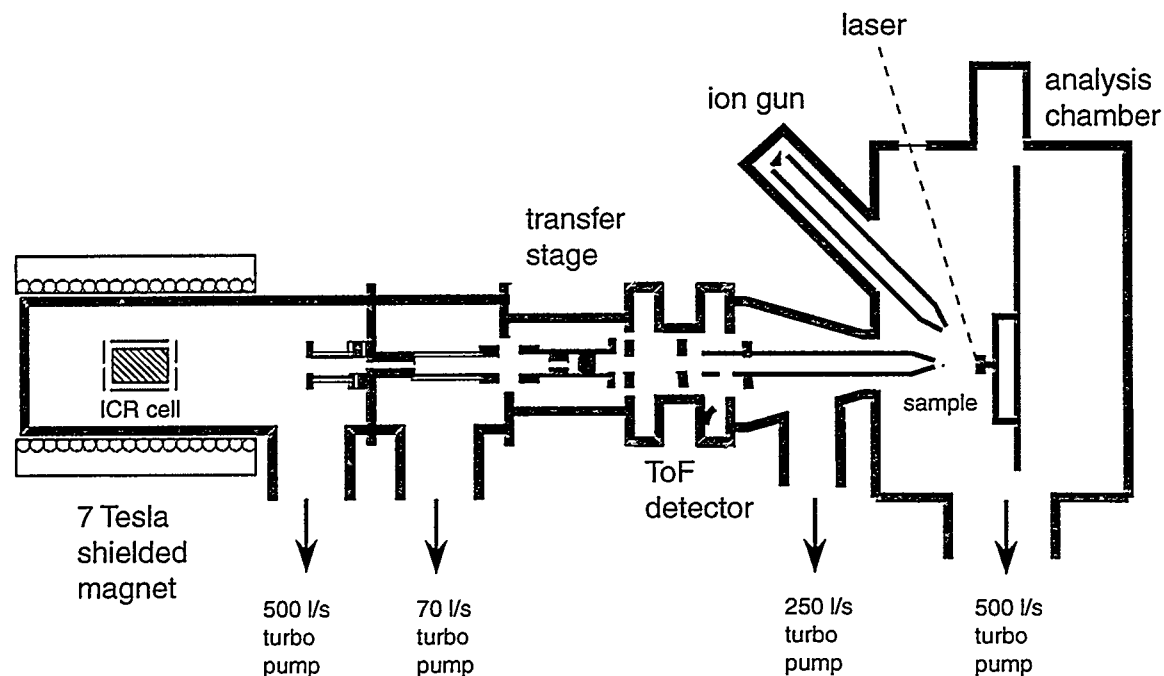 laser
analysis
chamber
ion gun
transfer
stage
ICR cell
sample
ToF
detector
7 Tesla
shielded
magnet
500 l/s
turbo
pump
70 l/s
turbo
pump
250 l/s
turbo
pump
500 l/s
turbo
pump